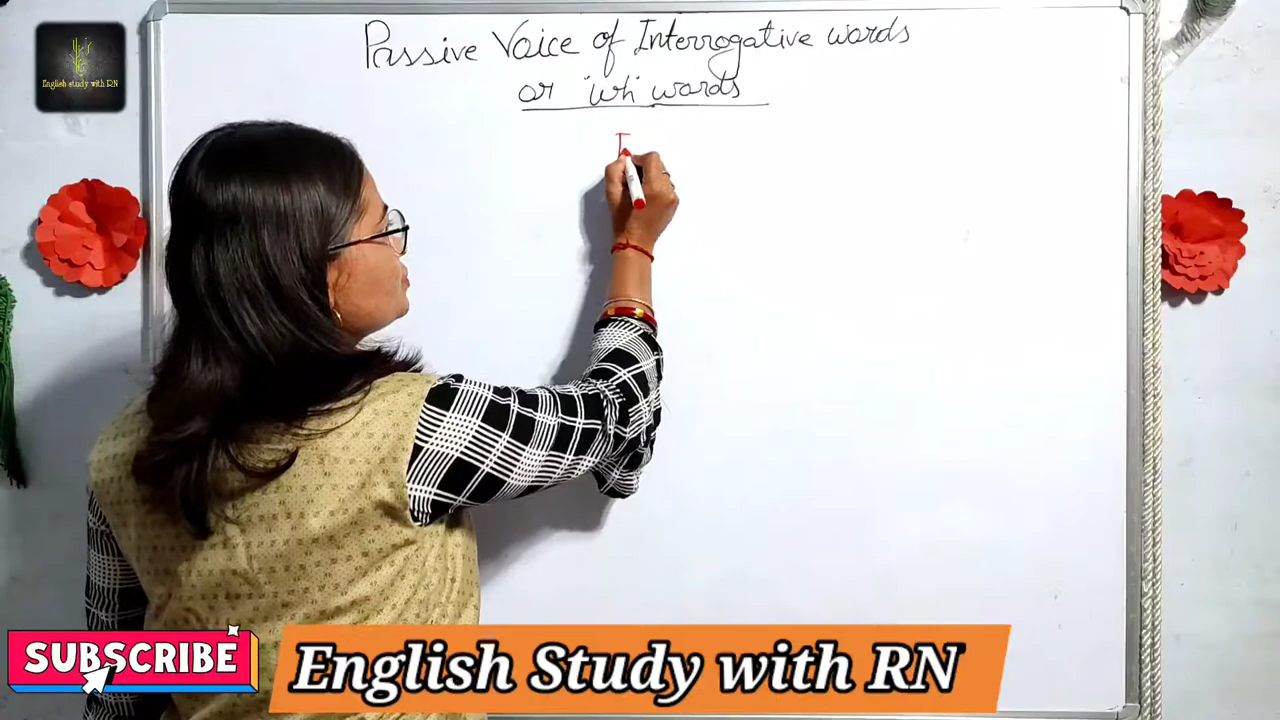 Passive Voice of Interrogative words
or 'wh' words
English study with RN
SUBSCRIBE
English Study with RN